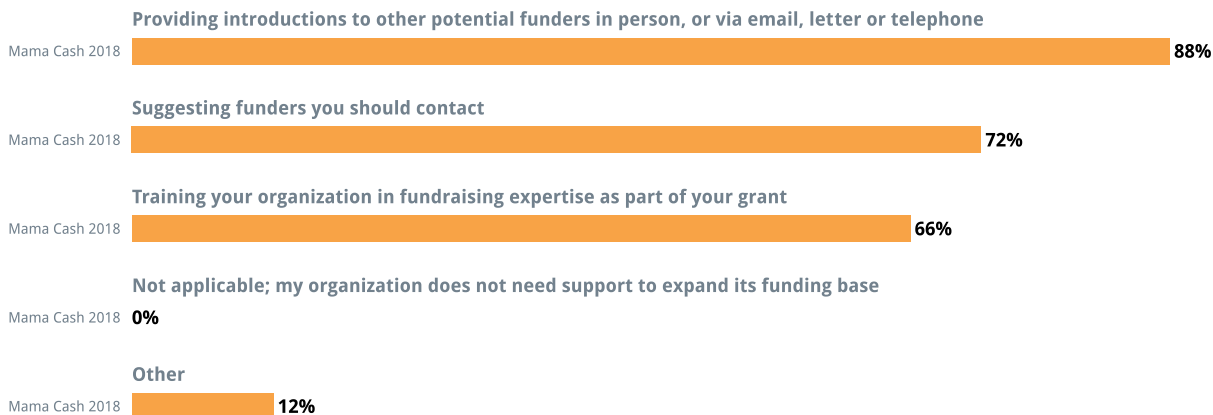 Providing introductions to other potential funders in person, or via email, letter or telephone
Mama Cash 2018 88%
Suggesting funders you should contact
Mama Cash 2018 72%
Training your organization in fundraising expertise as part of your grant
Mama Cash 2018 66%
Not applicable; my organization does not need support to expand its funding base
Mama Cash 2018 0%
Other
Mama Cash 2018 12%